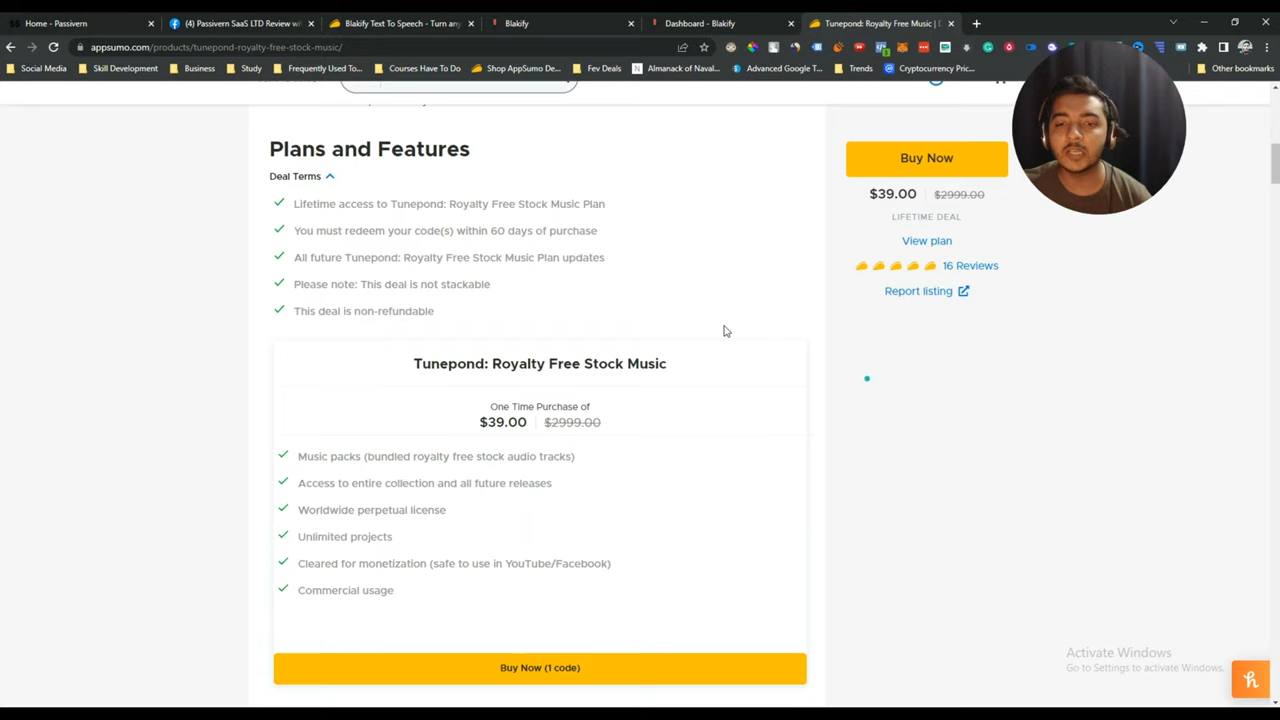 Home - Passivern
(4) Passivern SaaS LTD Review wi
Blakify Text To Speech - Turn any
Blakify
Dashboard - Blakify
Tunepond: Royalty Free Music | D
appsumo.com/products/tunepond-royalty-free-stock-music/
Social Media
Skill Development
Business
Study
Frequently Used To...
Courses Have To Do
Shop AppSumo De...
Fev Deals
Almanack of Naval...
Advanced Google T...
Trends
Cryptocurrency Pric...
Other bookmarks
Plans and Features
Deal Terms
Lifetime access to Tunepond: Royalty Free Stock Music Plan
You must redeem your code(s) within 60 days of purchase
All future Tunepond: Royalty Free Stock Music Plan updates
Please note: This deal is not stackable
This deal is non-refundable
Tunepond: Royalty Free Stock Music
One Time Purchase of
$39.00 $2999.00
Music packs (bundled royalty free stock audio tracks)
Access to entire collection and all future releases
Worldwide perpetual license
Unlimited projects
Cleared for monetization (safe to use in YouTube/Facebook)
Commercial usage
Buy Now (1 code)
Buy Now
$39.00 $2999.00
LIFETIME DEAL
View plan
16 Reviews
Report listing
Activate Windows
Go to Settings to activate Windows.